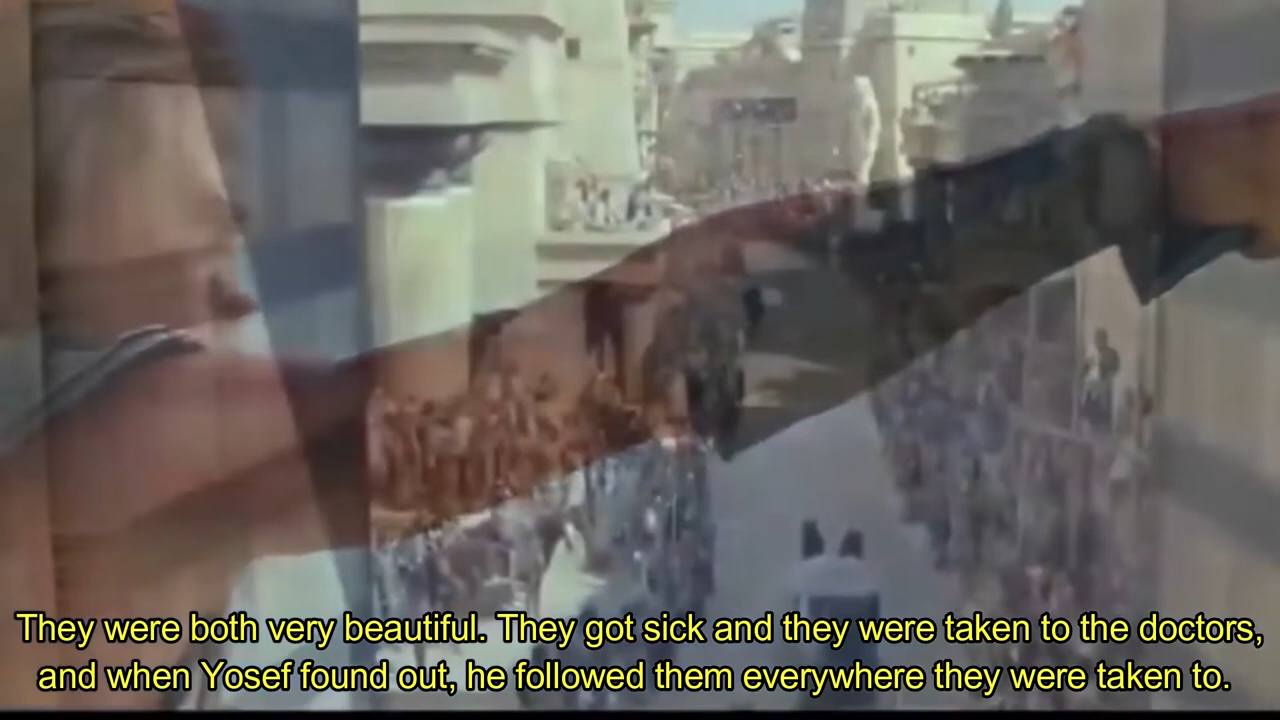 They were both very beautiful. They got sick and they were taken to the doctors,
and when Yosef found out, he followed them everywhere they were taken to.